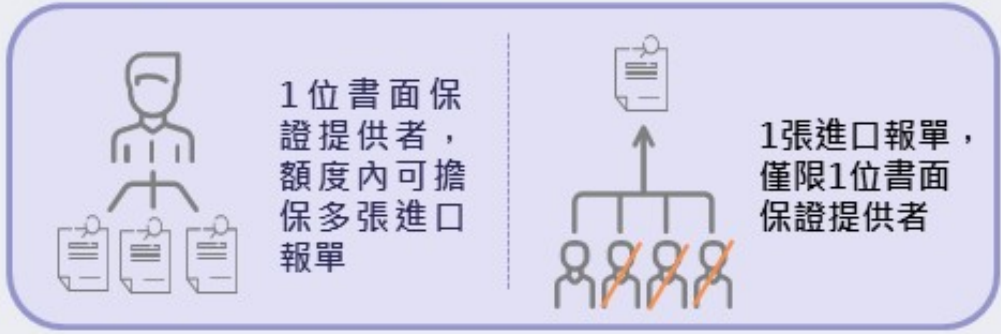 1位書面保
證提供者，
額度內可擔
保多張進口
報單
1張進口報單，
僅限1位書面
保證提供者